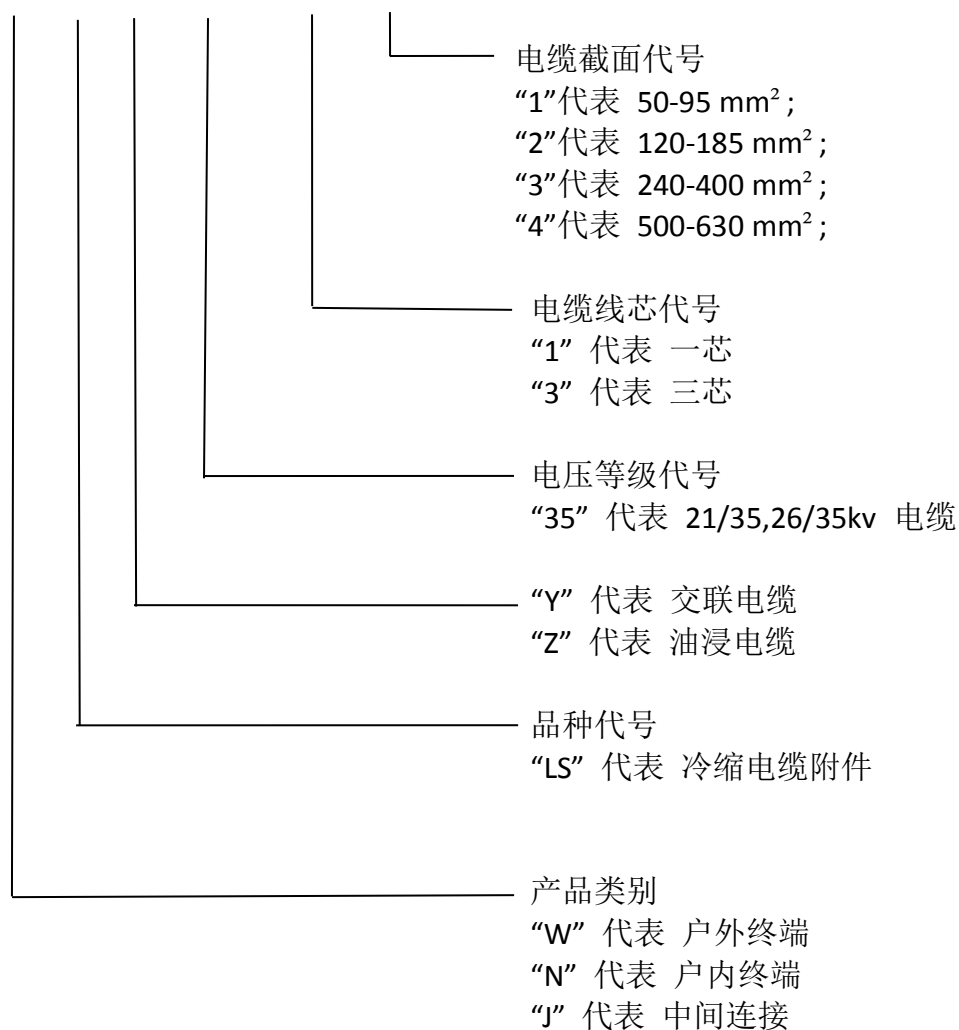 电缆截面代号
“1”代表 50-95 mm²;
“2”代表 120-185 mm²;
“3”代表 240-400 mm²;
“4”代表 500-630 mm²;
电缆线芯代号
“1” 代表 一芯
“3” 代表 三芯
电压等级代号
“35” 代表 21/35,26/35kv 电缆
“Y” 代表 交联电缆
“Z” 代表 油浸电缆
品种代号
“LS” 代表 冷缩电缆附件
产品类别
“W” 代表 户外终端
“N” 代表 户内终端
“J” 代表 中间连接